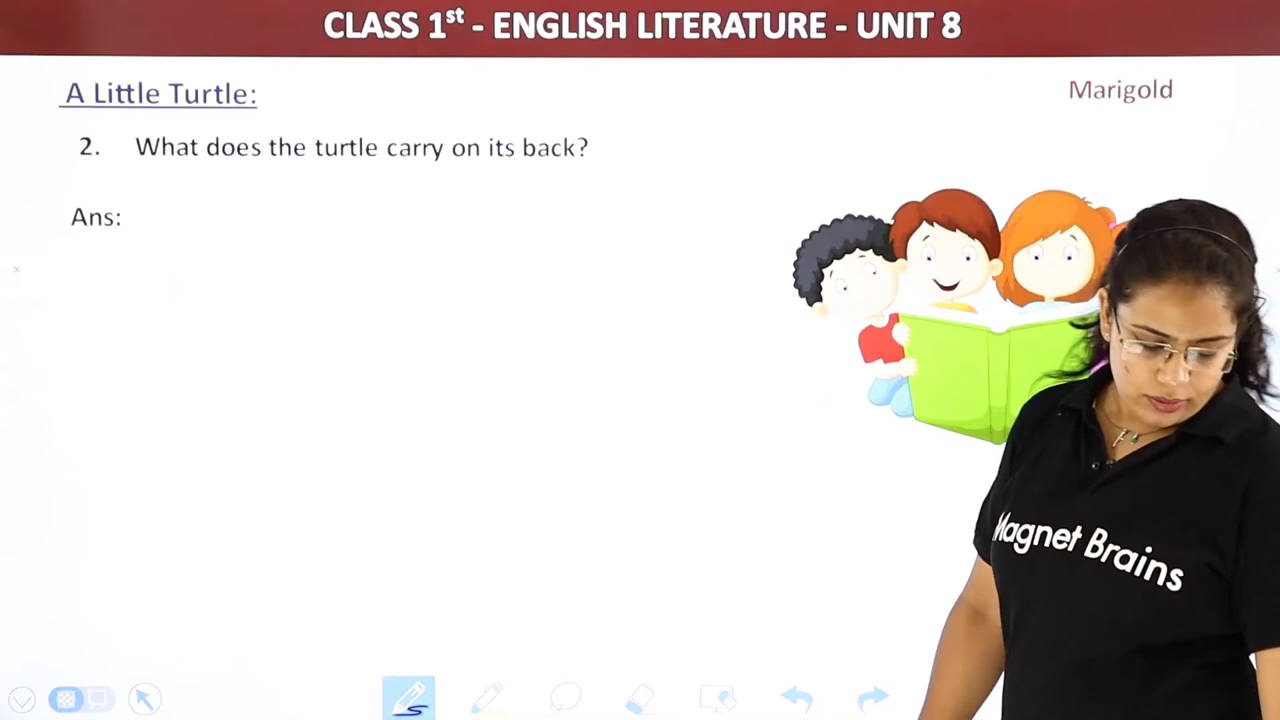 CLASS 1st - ENGLISH LITERATURE - UNIT 8
A Little Turtle:
Marigold
2. What does the turtle carry on its back?
Ans:
Magnet Brains